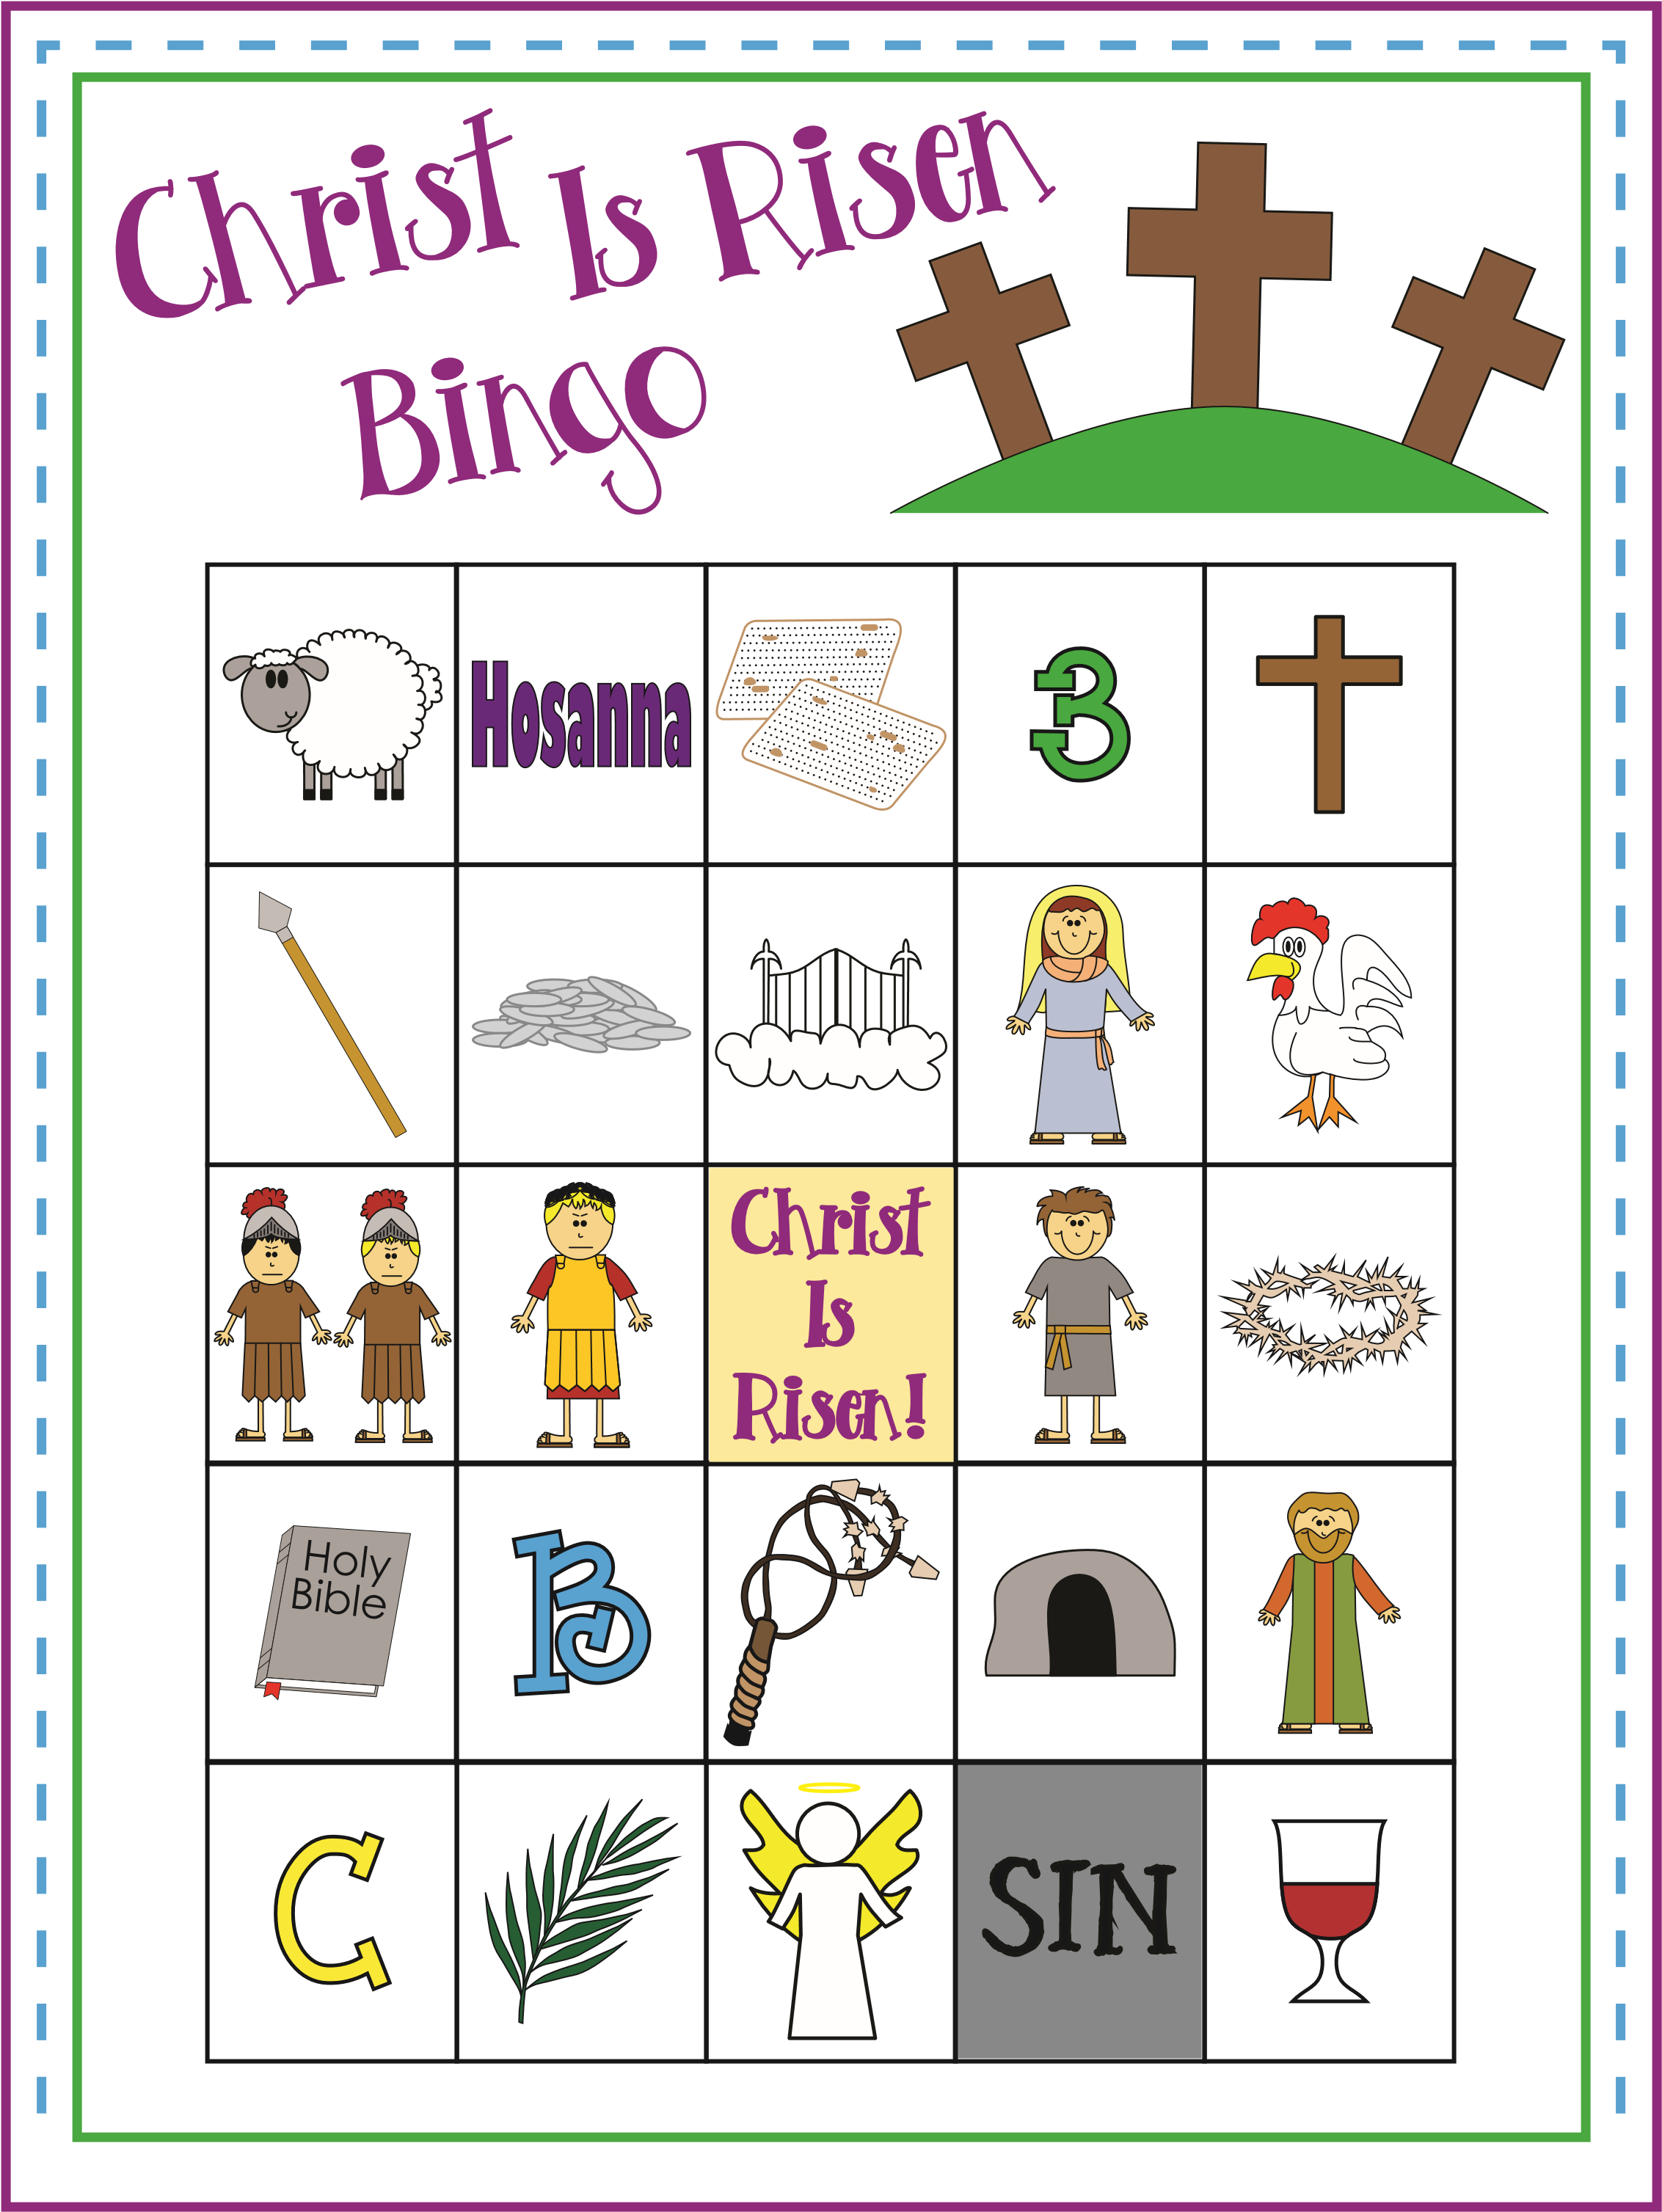 Christ Is Risen
Bingo
Hosanna
3
Christ
Is
Risen!
Holy
Bible
B
C
SIN